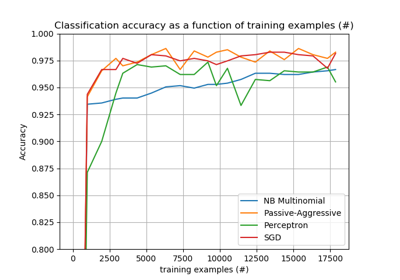 Classification accuracy as a function of training examples (#)
1.000
0.975
0.950
0.925
0.900
0.875
0.850
0.825
0.800
Accuracy
NB Multinomial
Passive-Aggressive
Perceptron
SGD
0 2500 5000 7500 10000 12500 15000 17500
training examples (#)